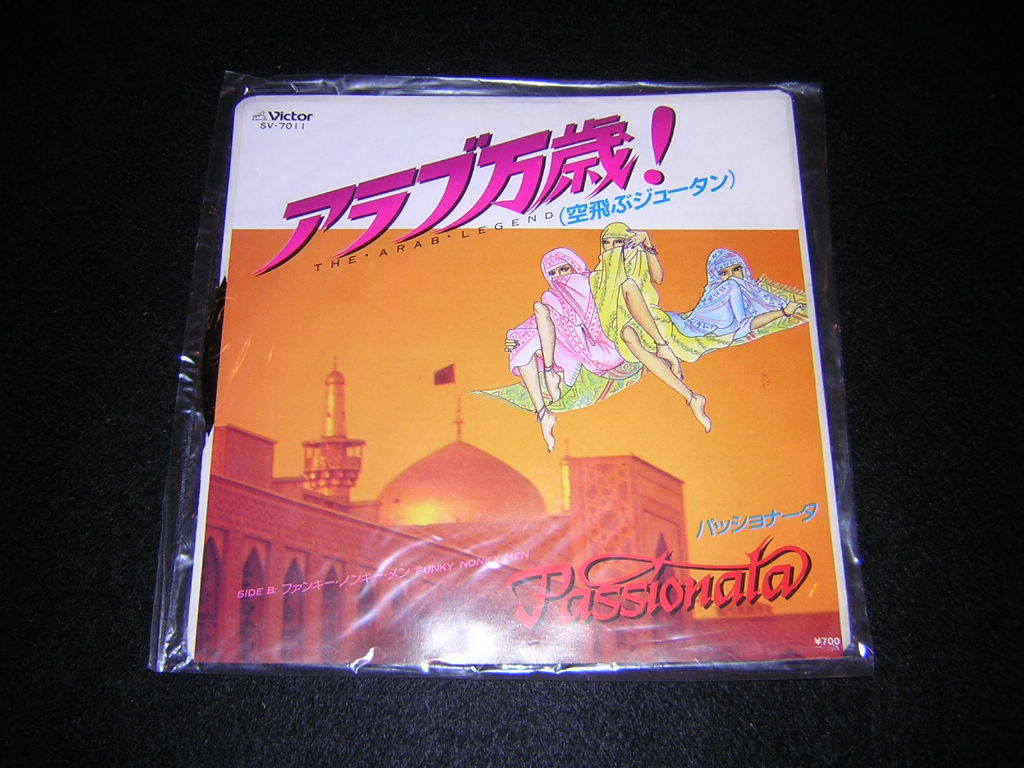 Victor
SV-7011
アラブ万歳!
(空飛ぶジュータン)
THE・ARAB・LEGEND
パッショナータ
Passionata
SIDE B: ファンキー・ノンキー・メン FUNKY NONKY MEN
¥700